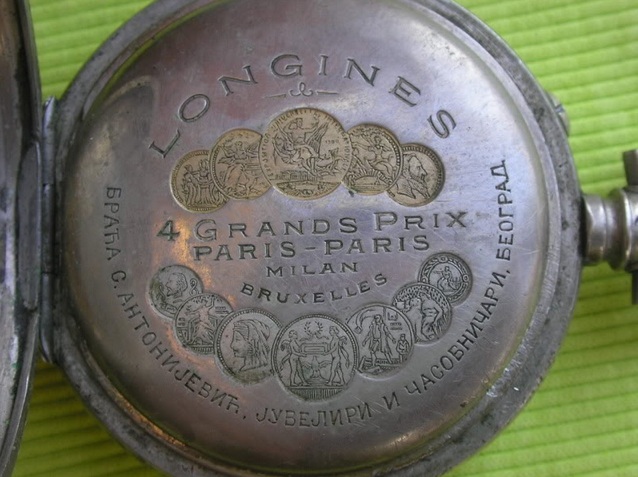 LONGINES
&
4 GRANDS PRIX
PARIS-PARIS
MILAN
BRUXELLES
БРАЋА С. АНТОНИЈЕВИЋ, ЈУВЕЛИРИ И ЧАСОВНИЧАРИ, БЕОГРАД